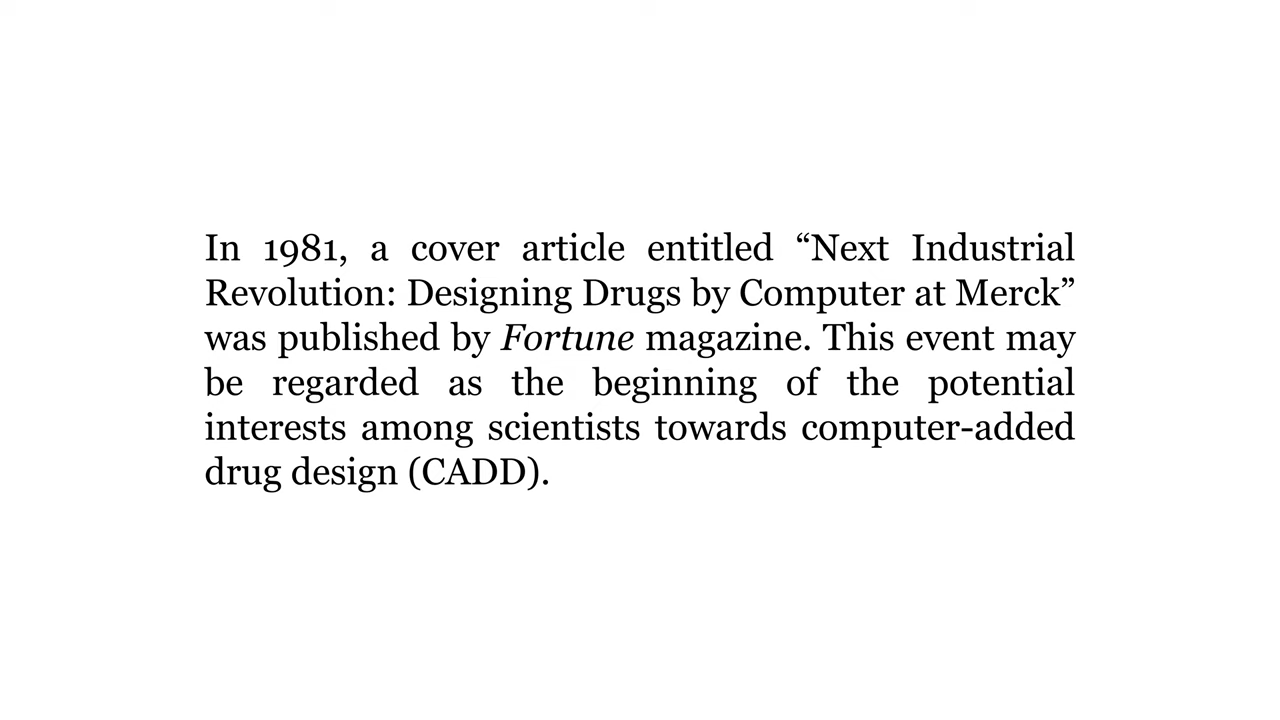 In 1981, a cover article entitled “Next Industrial
Revolution: Designing Drugs by Computer at Merck”
was published by Fortune magazine. This event may
be regarded as the beginning of the potential
interests among scientists towards computer-added
drug design (CADD).